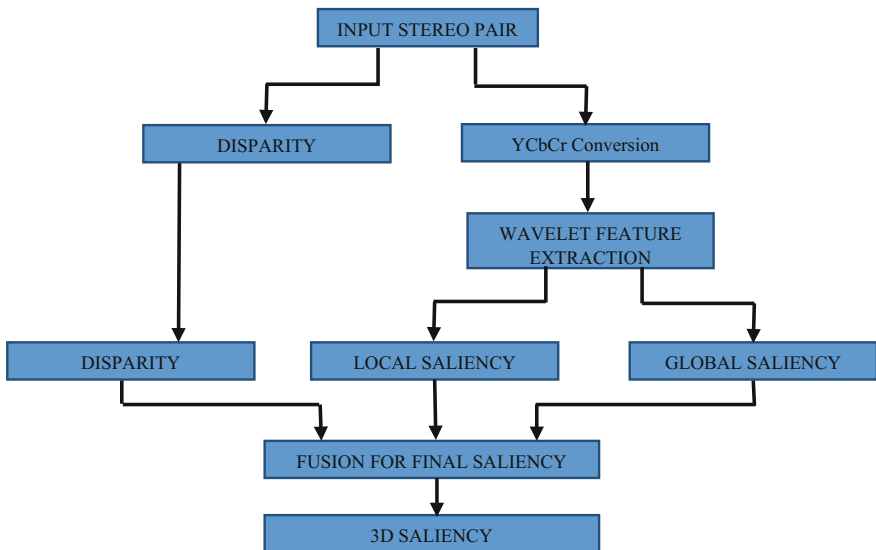 INPUT STEREO PAIR
DISPARITY
YCbCr Conversion
WAVELET FEATURE
EXTRACTION
DISPARITY
LOCAL SALIENCY
GLOBAL SALIENCY
FUSION FOR FINAL SALIENCY
3D SALIENCY